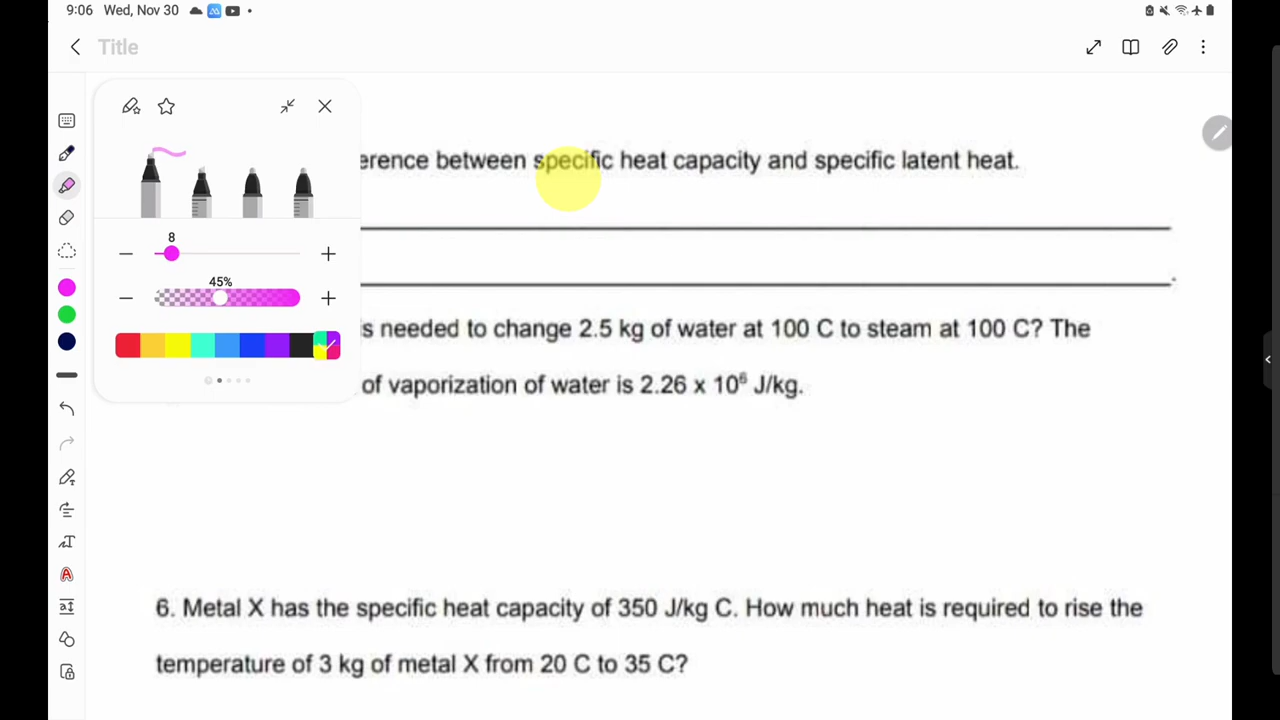 9:06 Wed, Nov 30
Title
erence between specific heat capacity and specific latent heat.
8
45%
s needed to change 2.5 kg of water at 100 C to steam at 100 C? The
of vaporization of water is 2.26 x 10⁶ J/kg.
6. Metal X has the specific heat capacity of 350 J/kg C. How much heat is required to rise the
temperature of 3 kg of metal X from 20 C to 35 C?